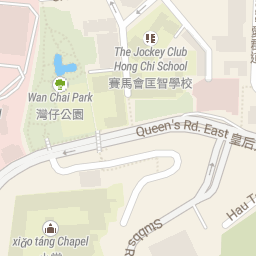 The Jockey Club
Hong Chi School
賽馬會匡智學校
Wan Chai Park
灣仔公園
Queen's Rd. East 皇后
Stubbs R
Hau T
xiǎo táng Chapel